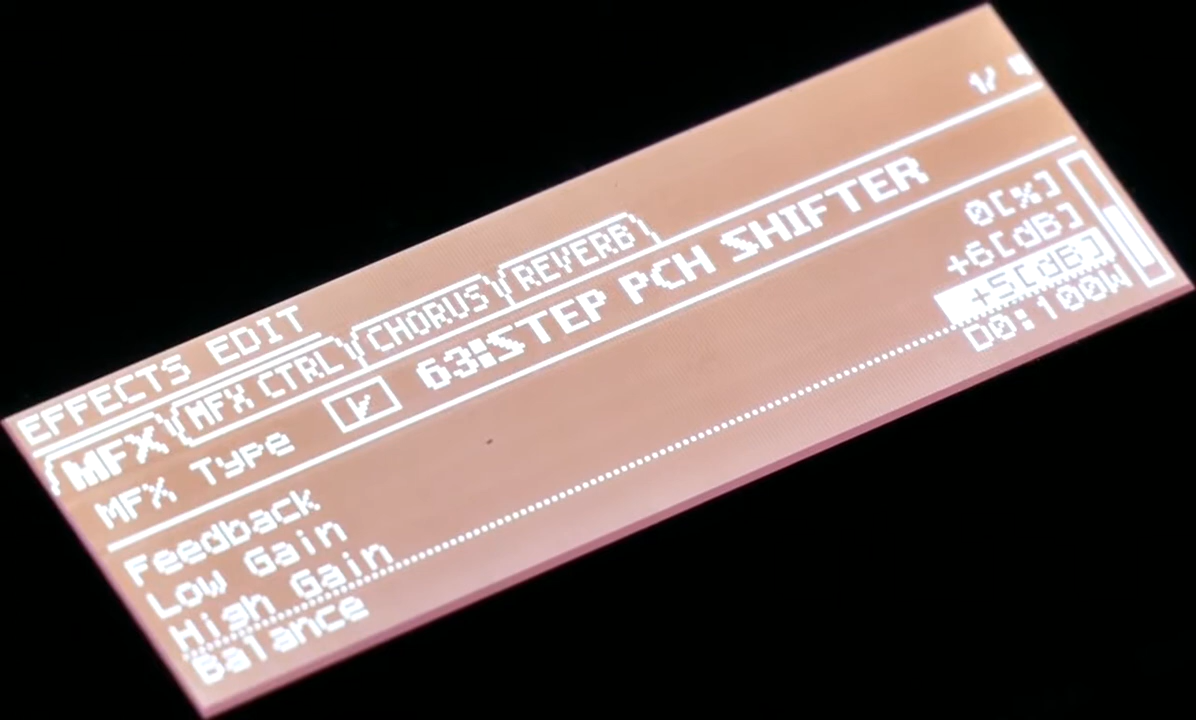 EFFECTS EDIT 1/
MFX MFX CTRL CHORUS REVERB
MFX Type 63:STEP PCH SHIFTER
Feedback 0[%]
Low Gain +6[dB]
High Gain +5[dB]
Balance D0:100W